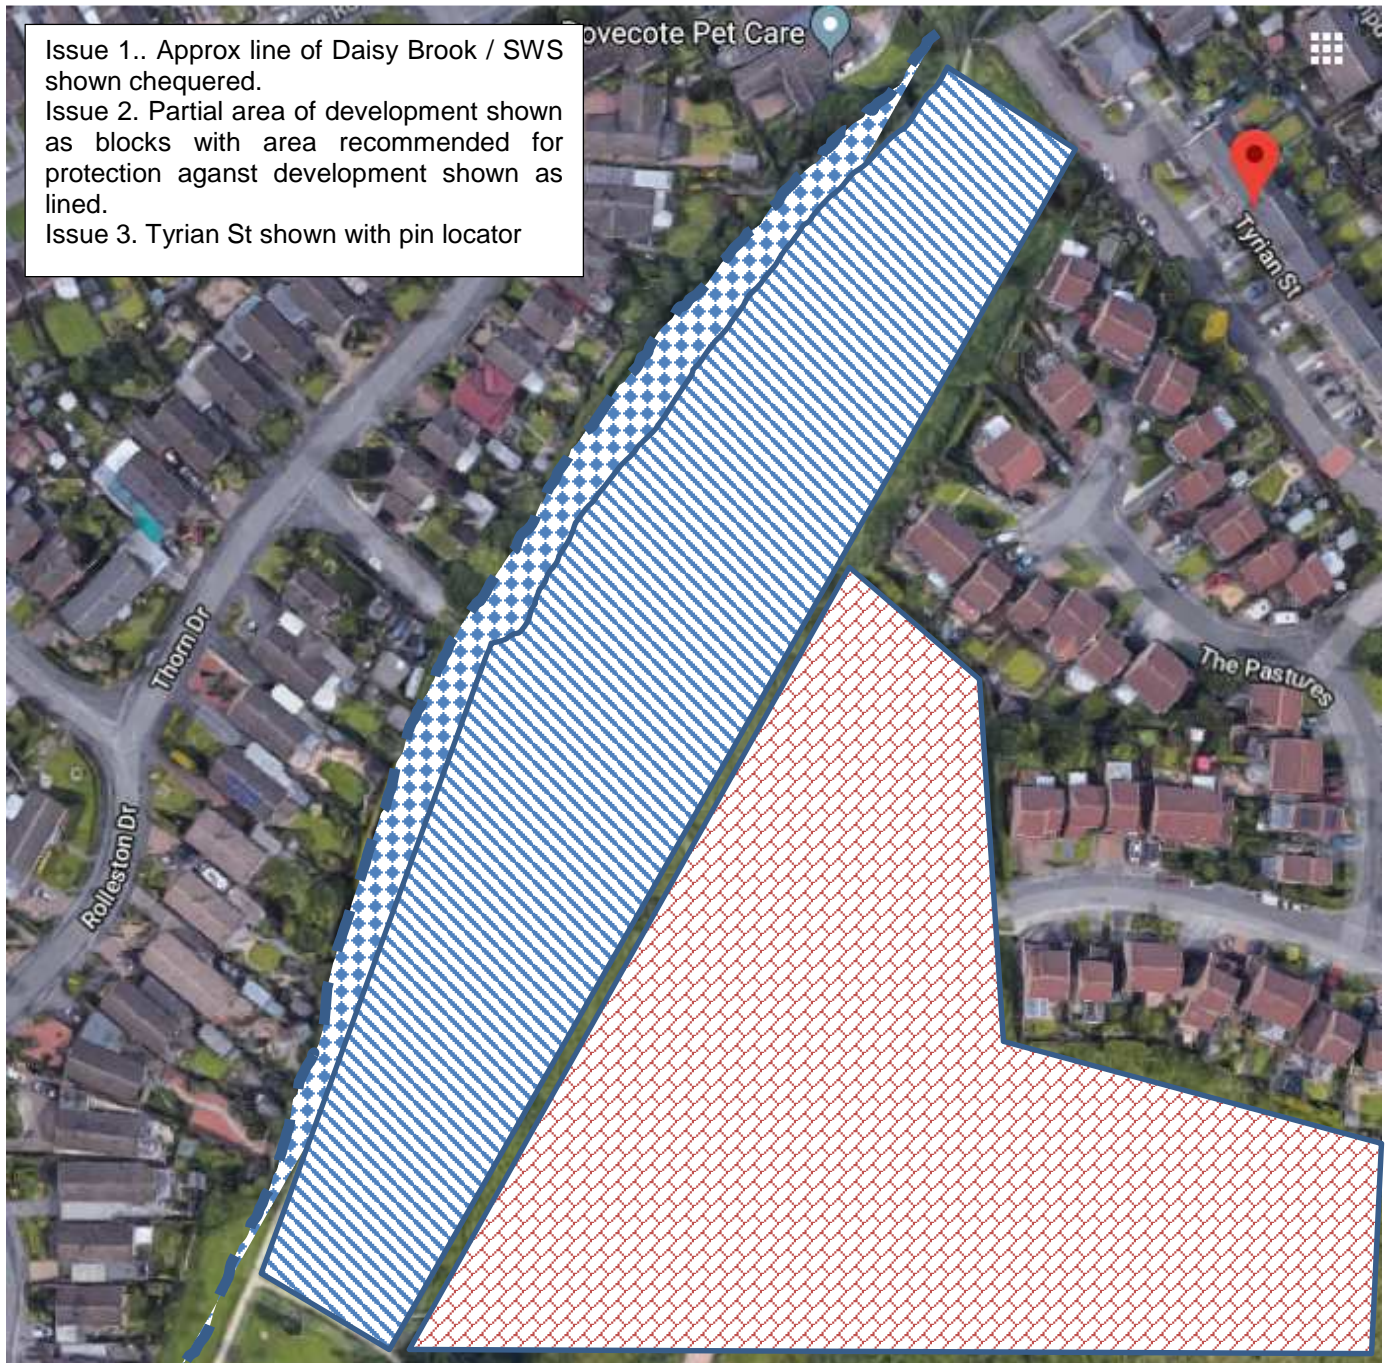 Issue 1.. Approx line of Daisy Brook / SWS
shown chequered.
Issue 2. Partial area of development shown
as blocks with area recommended for
protection aganst development shown as
lined.
Issue 3. Tyrian St shown with pin locator
ovecote Pet Care
Tyrian St
Thorn Dr
The Pastures
Rolleston Dr